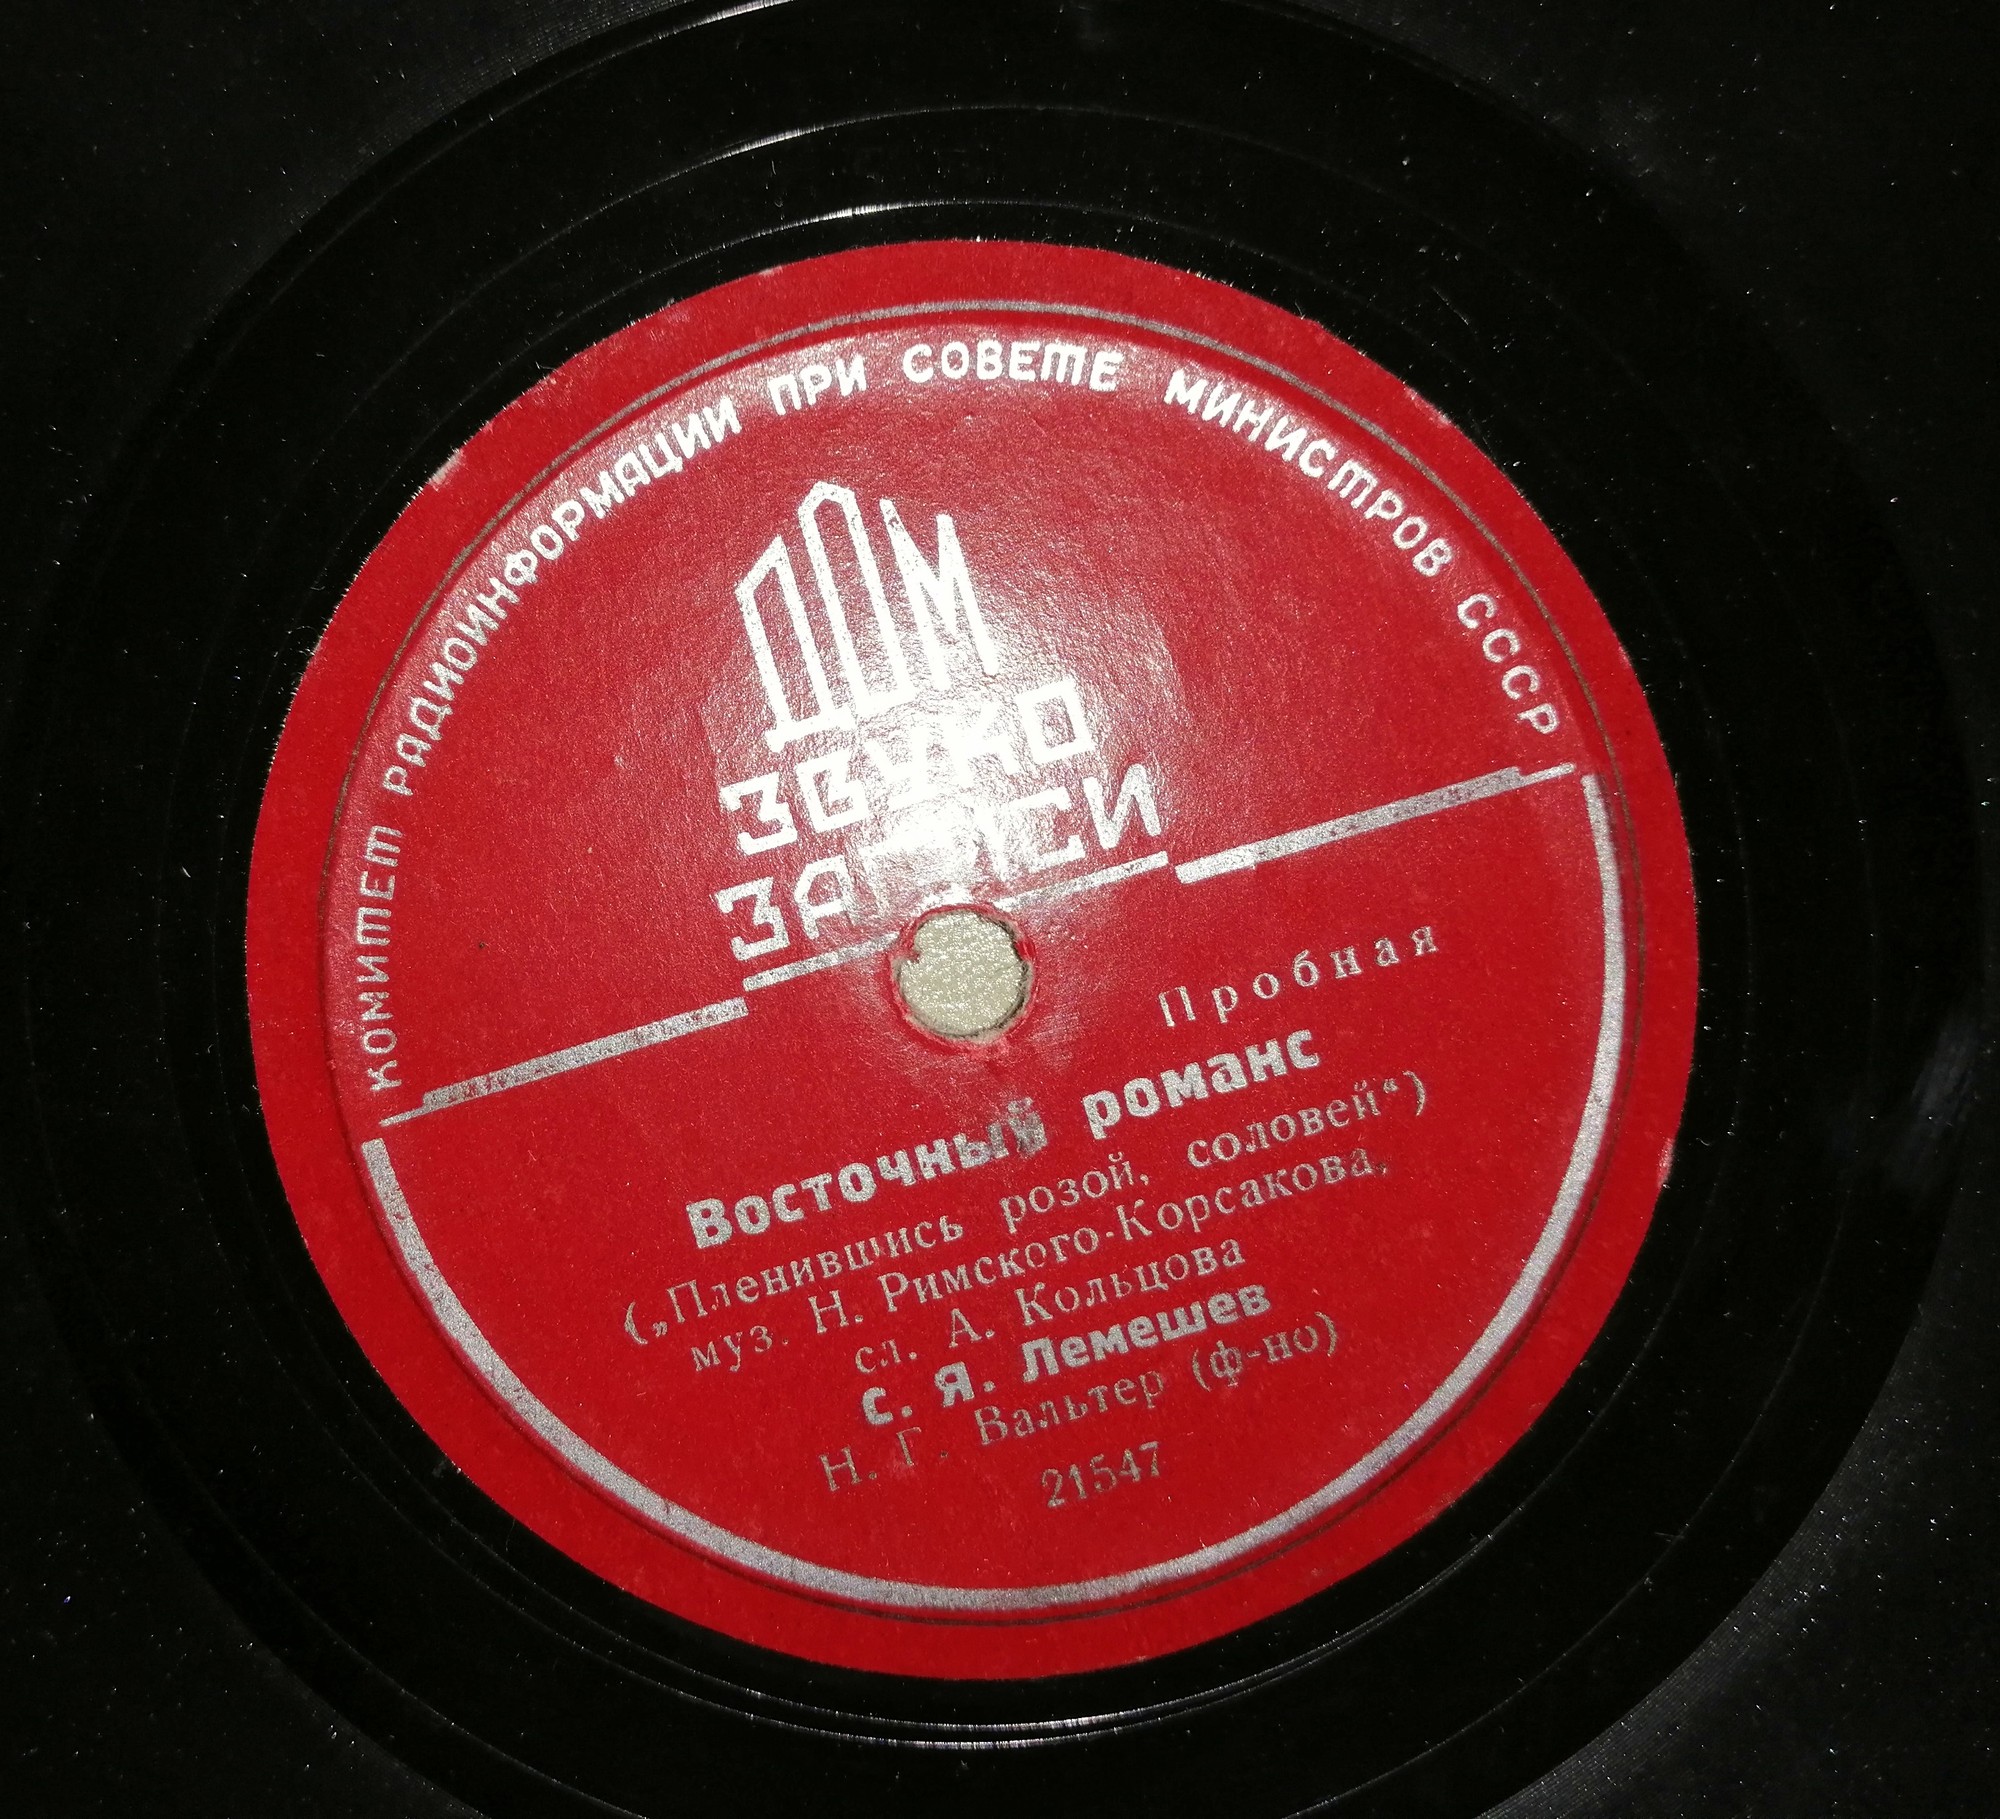 КОМИТЕТ РАДИОИНФОРМАЦИИ ПРИ СОВЕТЕ МИНИСТРОВ СССР
ДОМ
ЗВУКО
ЗАПИСИ
Пробная
Восточный романс
(„Пленившись розой, соловей“)
муз. Н. Римского-Корсакова,
сл. А. Кольцова
С. Я. Лемешев
Н. Г. Вальтер (ф-но)
21547